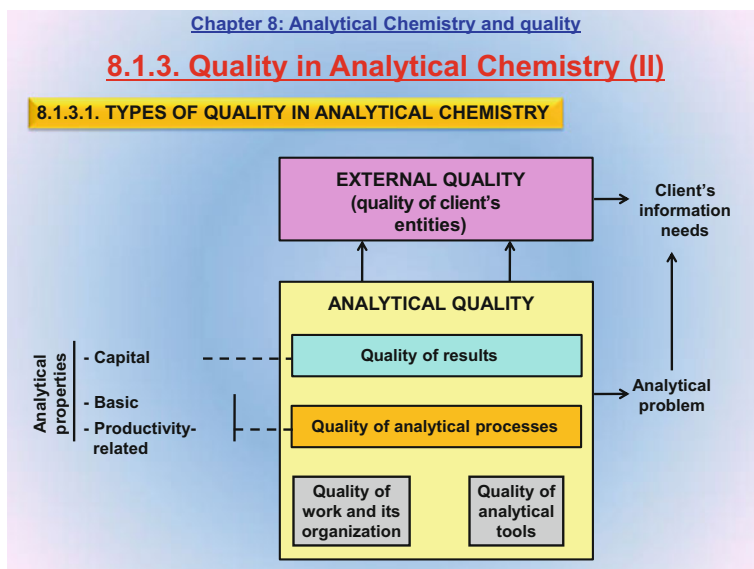 Chapter 8: Analytical Chemistry and quality
8.1.3. Quality in Analytical Chemistry (II)
8.1.3.1. TYPES OF QUALITY IN ANALYTICAL CHEMISTRY
EXTERNAL QUALITY
(quality of client's
entities)
Client's
information
needs
ANALYTICAL QUALITY
Analytical
properties
- Capital
Quality of results
- Basic
- Productivity-
related
Quality of analytical processes
Analytical
problem
Quality of
work and its
organization
Quality of
analytical
tools